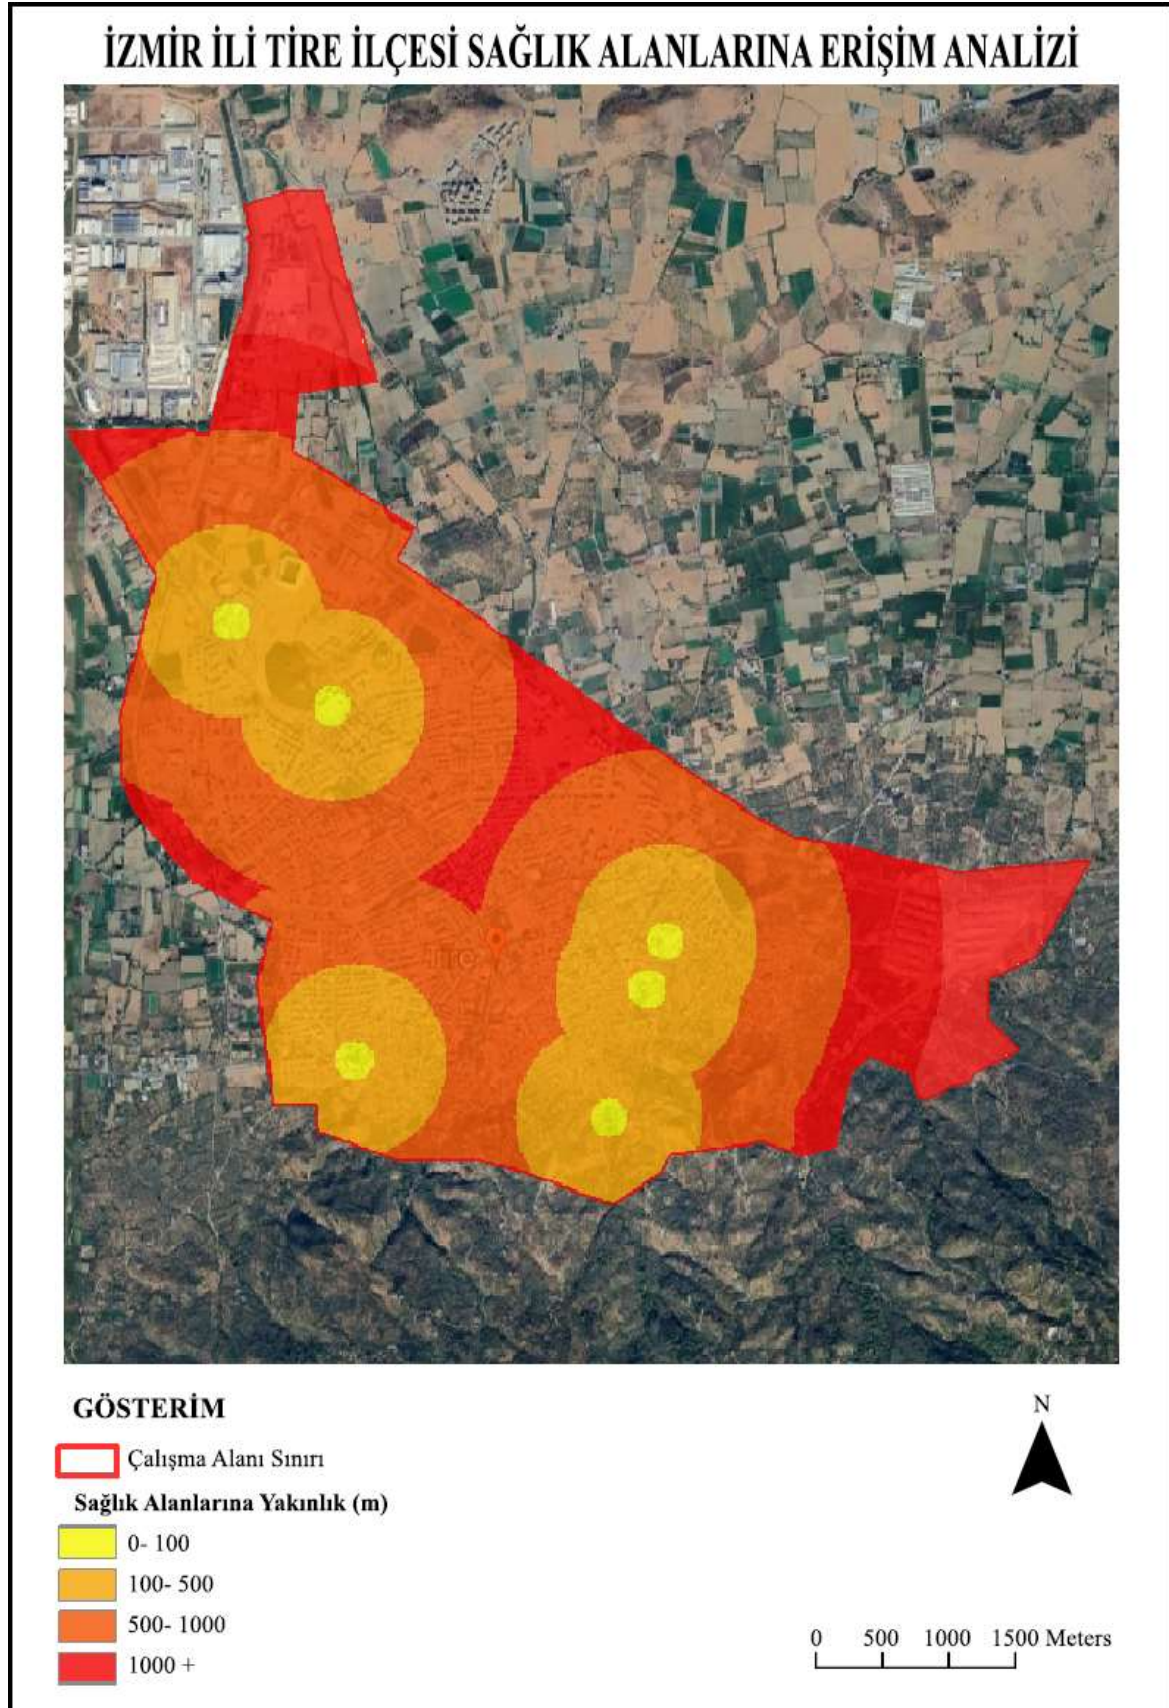 İZMİR İLİ TİRE İLÇESİ SAĞLIK ALANLARINA ERİŞİM ANALİZİ
GÖSTERİM
N
Çalışma Alanı Sınırı
Sağlık Alanlarına Yakınlık (m)
0- 100
100- 500
500- 1000
1000 +
0 500 1000 1500 Meters